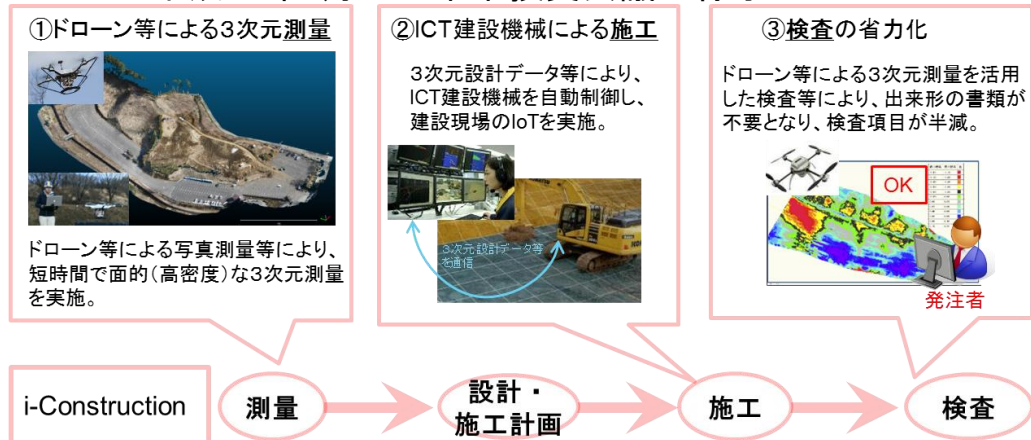 ①ドローン等による3次元測量
ドローン等による写真測量等により、
短時間で面的(高密度)な3次元測量
を実施。
②ICT建設機械による施工
3次元設計データ等により、
ICT建設機械を自動制御し、
建設現場のIoTを実施。
3次元設計データ等
を通信
③検査の省力化
ドローン等による3次元測量を活用
した検査等により、出来形の書類が
不要となり、検査項目が半減。
OK
発注者
i-Construction
測量
設計・
施工計画
施工
検査